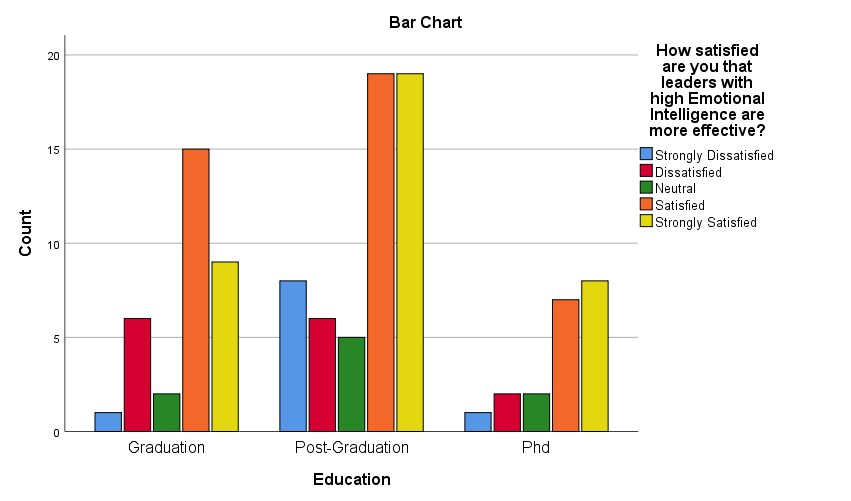 Bar Chart
20
15
10
5
0
Count
Graduation
Post-Graduation
Phd
Education
How satisfied
are you that
leaders with
high Emotional
Intelligence are
more effective?
Strongly Dissatisfied
Dissatisfied
Neutral
Satisfied
Strongly Satisfied